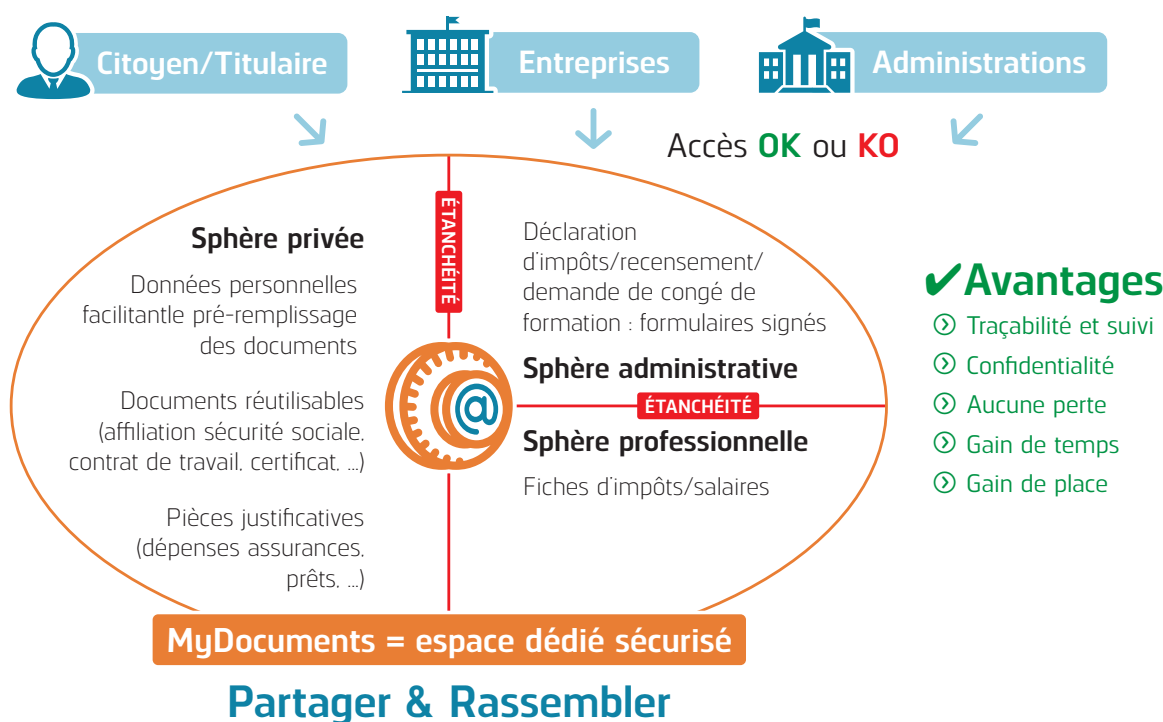 Citoyen/Titulaire
Entreprises
Administrations
Accès OK ou KO
ÉTANCHÉITÉ
Sphère privée
Données personnelles
facilitantle pré-remplissage
des documents
Documents réutilisables
(affiliation sécurité sociale,
contrat de travail, certificat, ...)
Pièces justificatives
(dépenses assurances,
prêts, ...)
Déclaration
d'impôts/recensement/
demande de congé de
formation : formulaires signés
Sphère administrative
ÉTANCHÉITÉ
Sphère professionnelle
Fiches d'impôts/salaires
@
✔Avantages
Traçabilité et suivi
Confidentialité
Aucune perte
Gain de temps
Gain de place
MyDocuments = espace dédié sécurisé
Partager & Rassembler